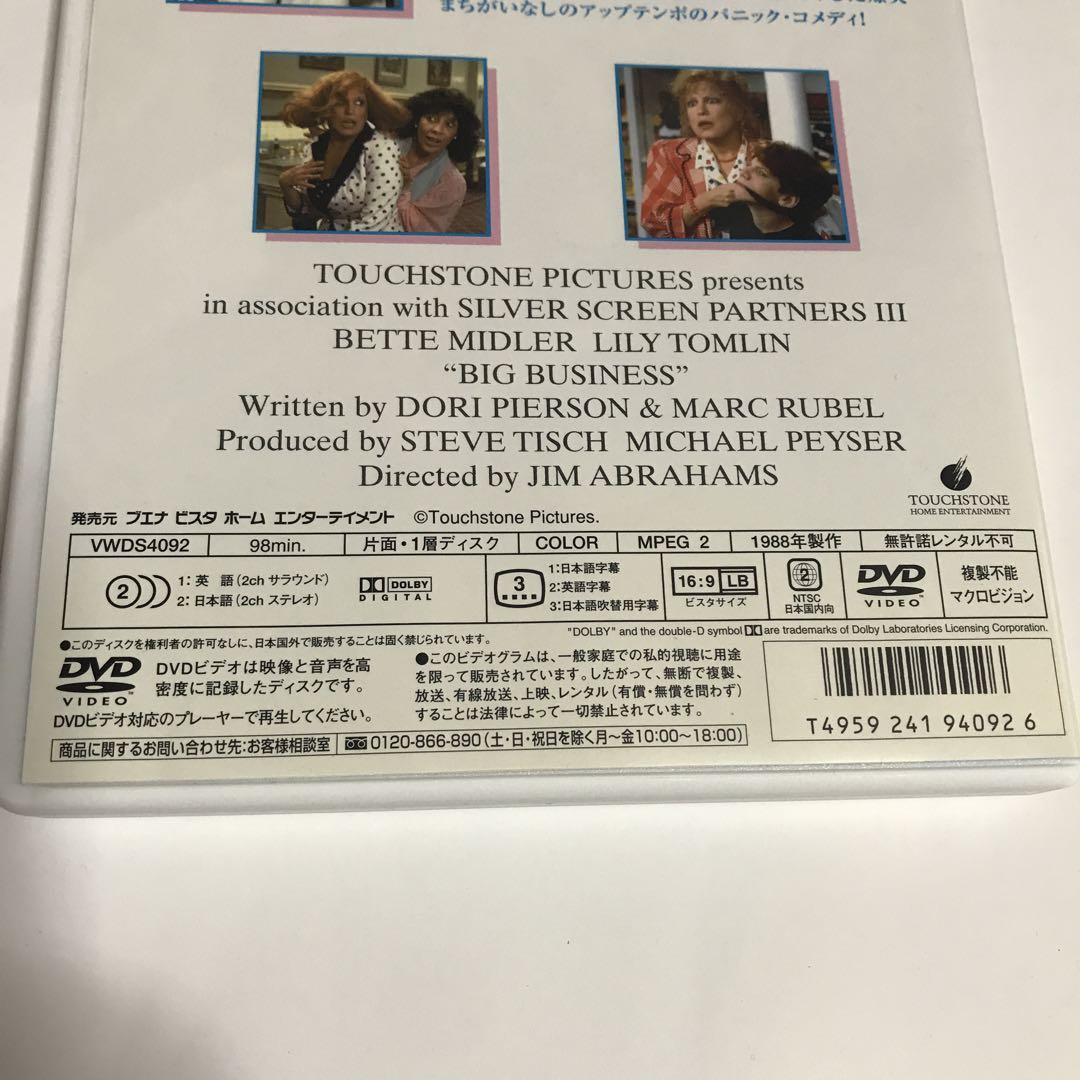 まちがいなしのアップテンポのパニック・コメディ!
TOUCHSTONE PICTURES presents
in association with SILVER SCREEN PARTNERS III
BETTE MIDLER LILY TOMLIN
“BIG BUSINESS”
Written by DORI PIERSON & MARC RUBEL
Produced by STEVE TISCH MICHAEL PEYSER
Directed by JIM ABRAHAMS
TOUCHSTONE
HOME ENTERTAINMENT
発売元 ブエナ ビスタ ホーム エンターテイメント ©Touchstone Pictures.
VWDS4092 98min. 片面・1層ディスク COLOR MPEG 2 1988年製作 無許諾レンタル不可
2 1: 英 語(2ch サラウンド)
2: 日本語(2ch ステレオ)
DOLBY
DIGITAL
3
1:日本語字幕
2:英語字幕
3:日本語吹替用字幕
16:9 LB
ビスタサイズ
2
NTSC
日本国内向
DVD
VIDEO
複製不能
マクロビジョン
"DOLBY" and the double-D symbol are trademarks of Dolby Laboratories Licensing Corporation.
●このディスクを権利者の許可なしに、日本国外で販売することは固く禁じられています。
DVD
VIDEO
DVDビデオは映像と音声を高
密度に記録したディスクです。
DVDビデオ対応のプレーヤーで再生してください。
●このビデオグラムは、一般家庭での私的視聴に用途
を限って販売されています。したがって、無断で複製、
放送、有線放送、上映、レンタル(有償・無償を問わず)
することは法律によって一切禁止されています。
商品に関するお問い合わせ先:お客様相談室 0120-866-890(土・日・祝日を除く月〜金10:00〜18:00)
T4959 241 94092 6